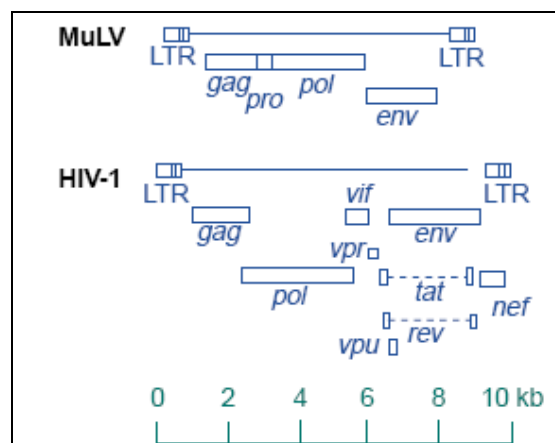 MuLV
LTR LTR
gag pro pol
env
HIV-1
LTR vif LTR
gag env
vpr
pol tat nef
vpu rev
0 2 4 6 8 10 kb